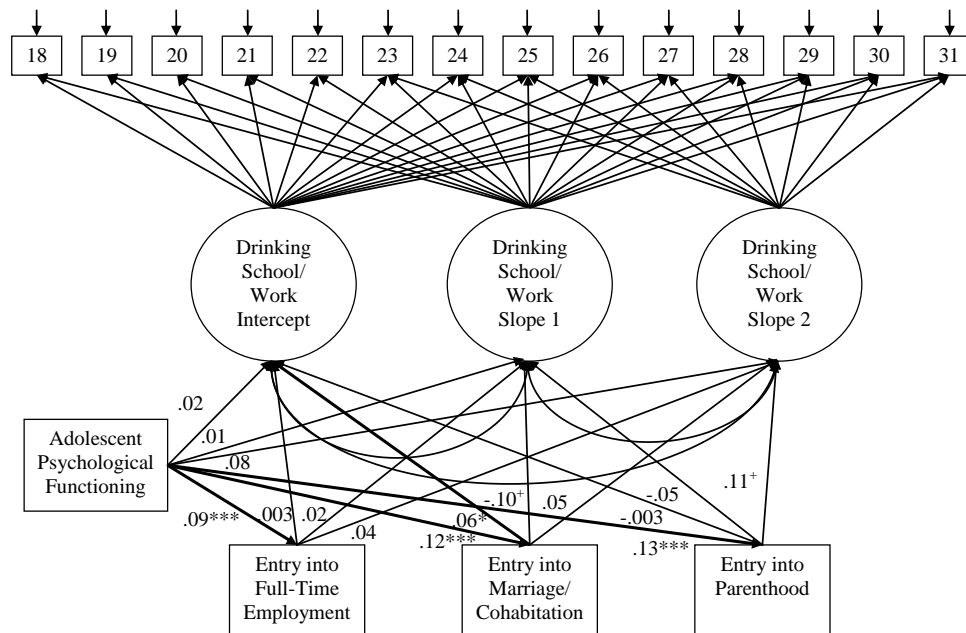 18 19 20 21 22 23 24 25 26 27 28 29 30 31
Drinking
School/
Work
Intercept
Drinking
School/
Work
Slope 1
Drinking
School/
Work
Slope 2
Adolescent
Psychological
Functioning
.02
.01
.08
.09***
-.003
.02
.04
-.10+
.06*
.12***
.05
-.05
-.003
.13***
.11+
Entry into
Full-Time
Employment
Entry into
Marriage/
Cohabitation
Entry into
Parenthood